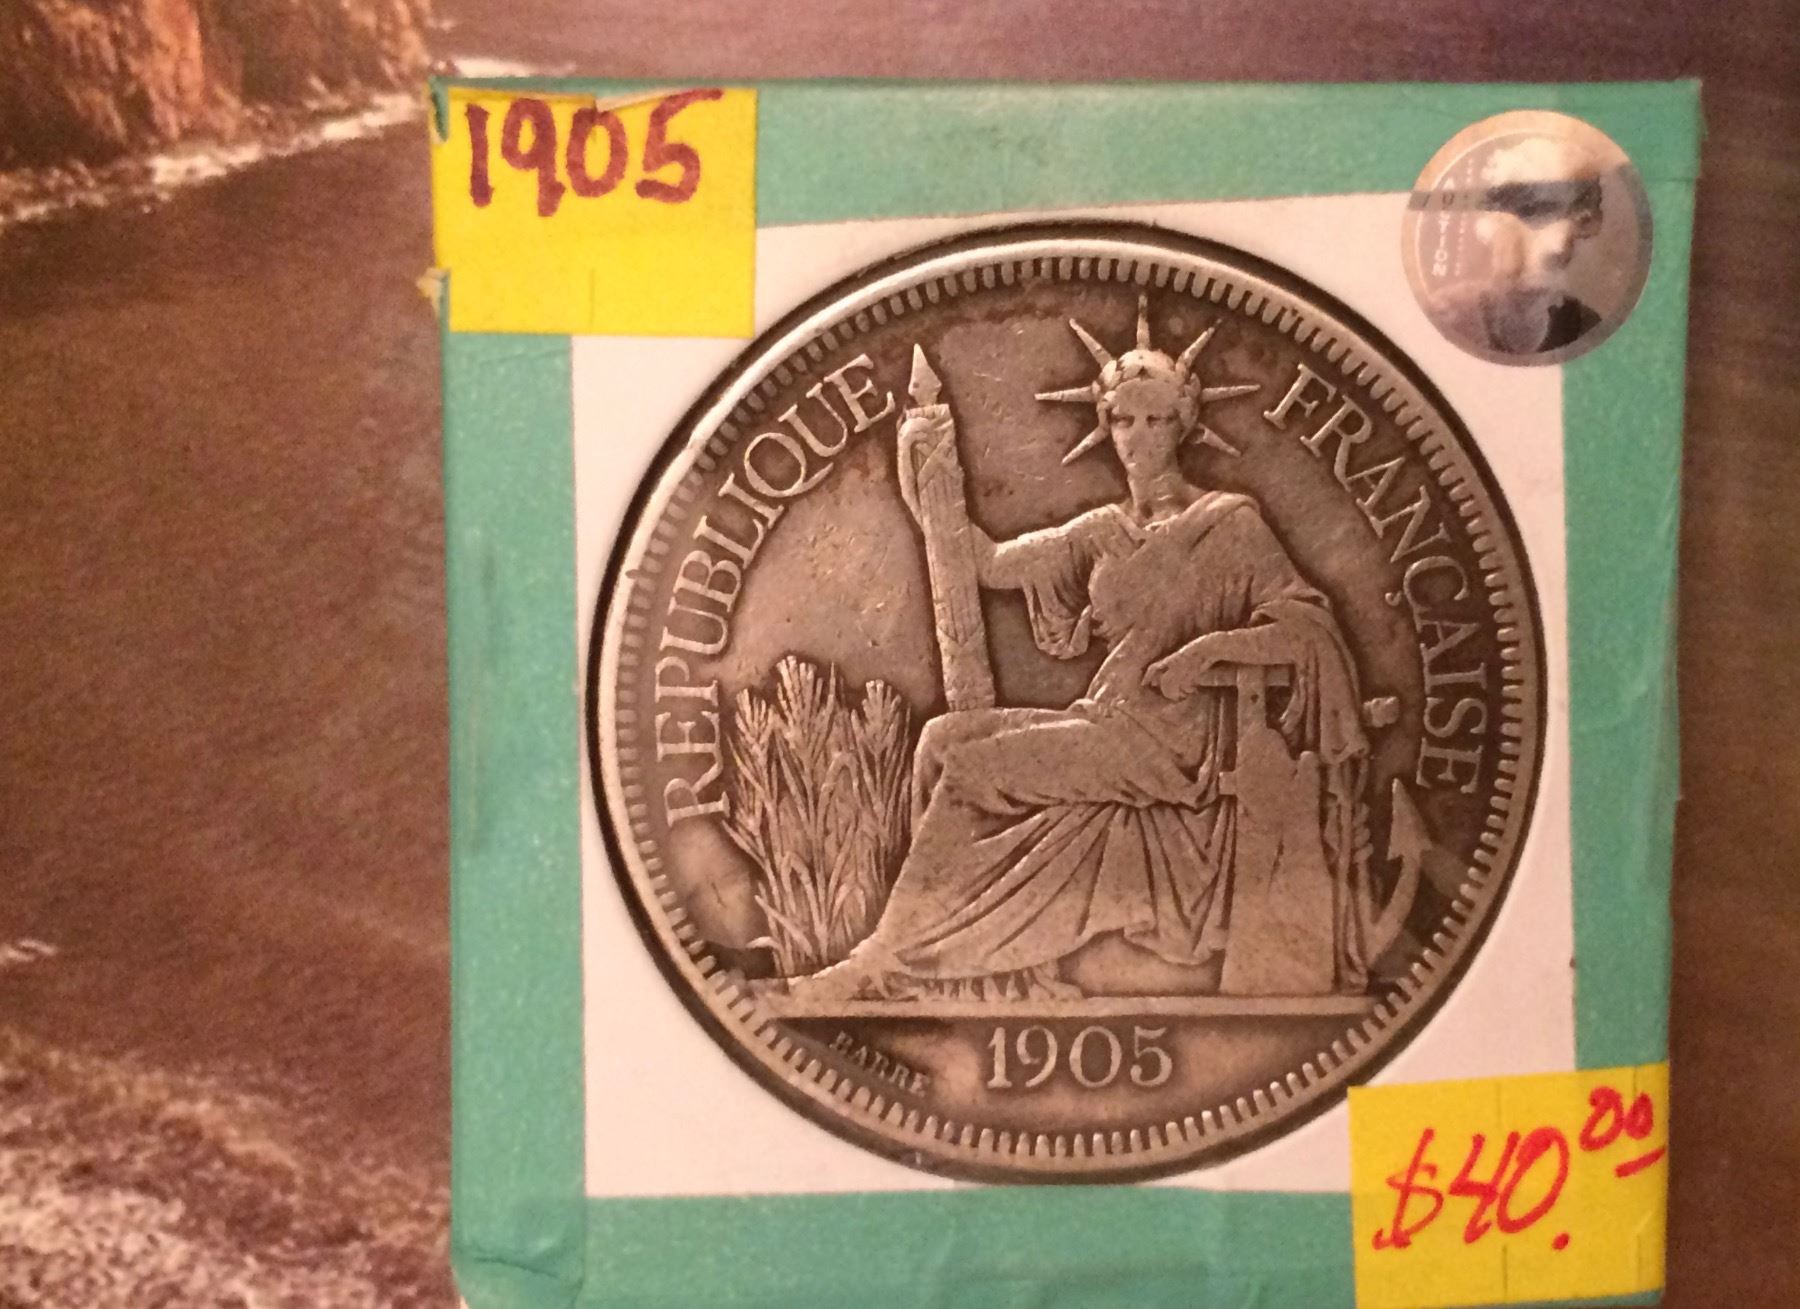 1905
REPUBLIQUE FRANÇAISE
BARRE
1905
$40.00